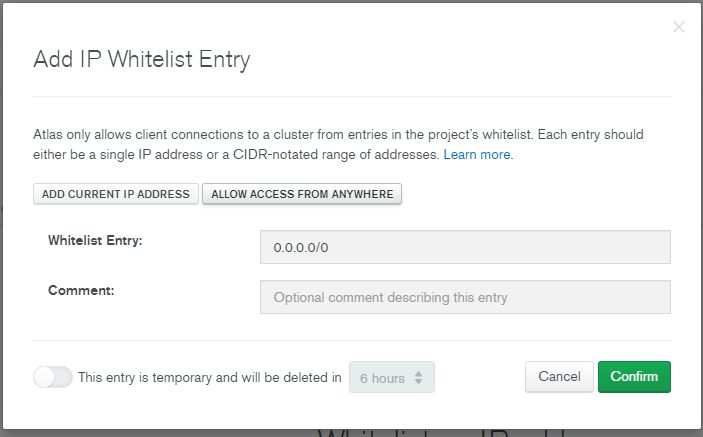 ×
Add IP Whitelist Entry
Atlas only allows client connections to a cluster from entries in the project's whitelist. Each entry should
either be a single IP address or a CIDR-notated range of addresses. Learn more.
ADD CURRENT IP ADDRESS ALLOW ACCESS FROM ANYWHERE
Whitelist Entry: 0.0.0.0/0
Comment: Optional comment describing this entry
This entry is temporary and will be deleted in 6 hours Cancel Confirm